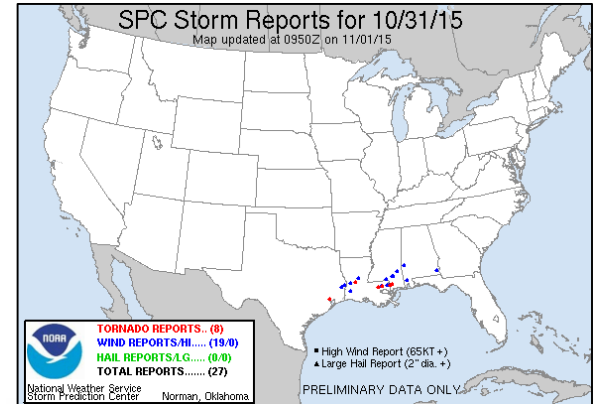 SPC Storm Reports for 10/31/15
Map updated at 0950Z on 11/01/15
NOAA
TORNADO REPORTS.. (8)
WIND REPORTS/HI..... (19/0)
HAIL REPORTS/LG..... (0/0)
TOTAL REPORTS....... (27)
National Weather Service
Storm Prediction Center Norman, Oklahoma
High Wind Report (65KT +)
Large Hail Report (2" dia. +)
PRELIMINARY DATA ONLY